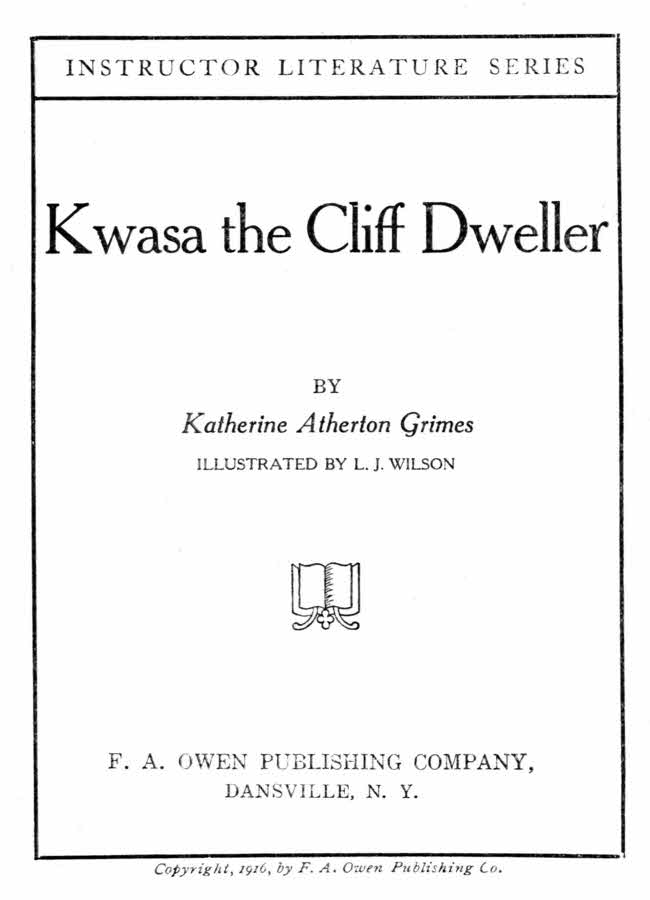 INSTRUCTOR LITERATURE SERIES
Kwasa the Cliff Dweller
BY
Katherine Atherton Grimes
ILLUSTRATED BY L. J. WILSON
F. A. OWEN PUBLISHING COMPANY,
DANSVILLE, N. Y.
Copyright, 1916, by F. A. Owen Publishing Co.